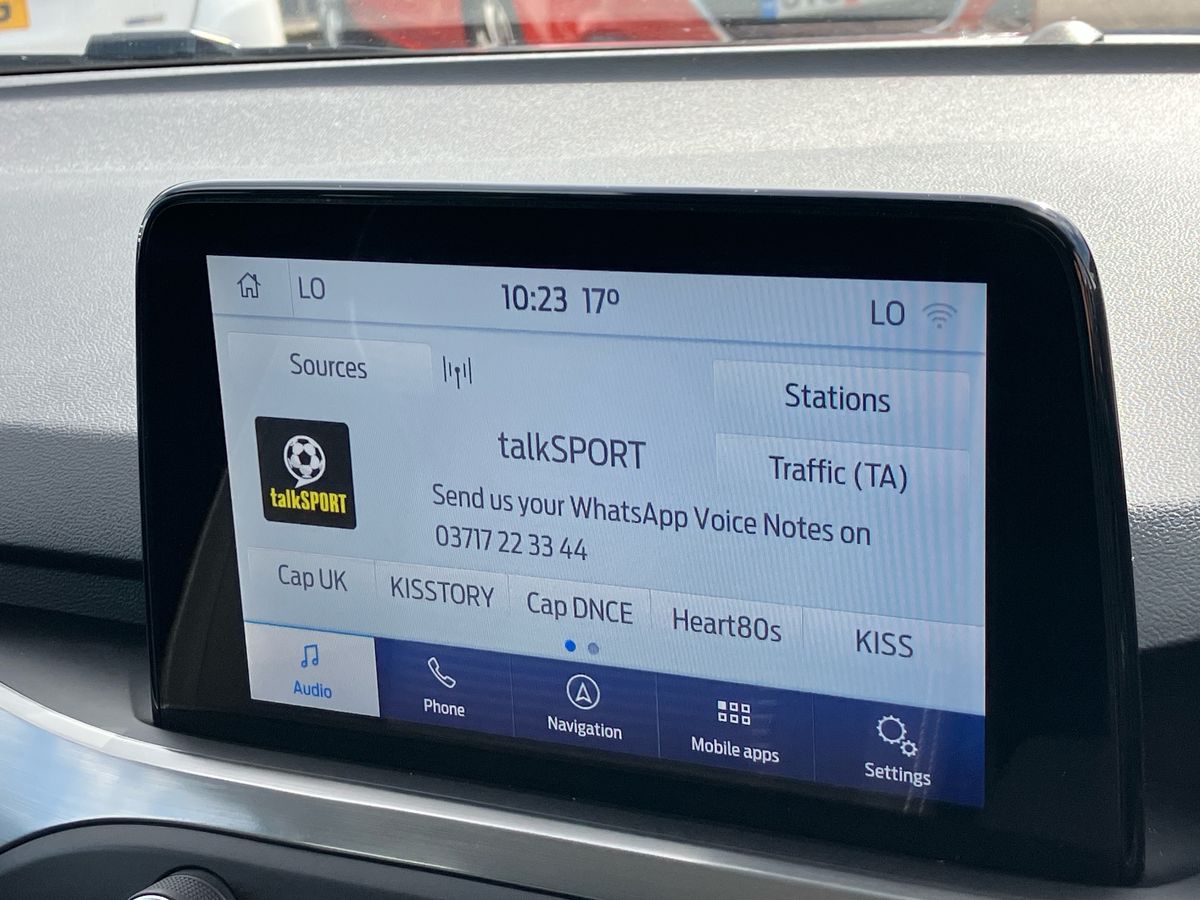 LO
10:23 17º
LO
Sources
Stations
talkSPORT
Traffic (TA)
talkSPORT
Send us your WhatsApp Voice Notes on
03717 22 33 44
Cap UK
KISSTORY
Cap DNCE
Heart80s
KISS
Audio
Phone
Navigation
Mobile apps
Settings